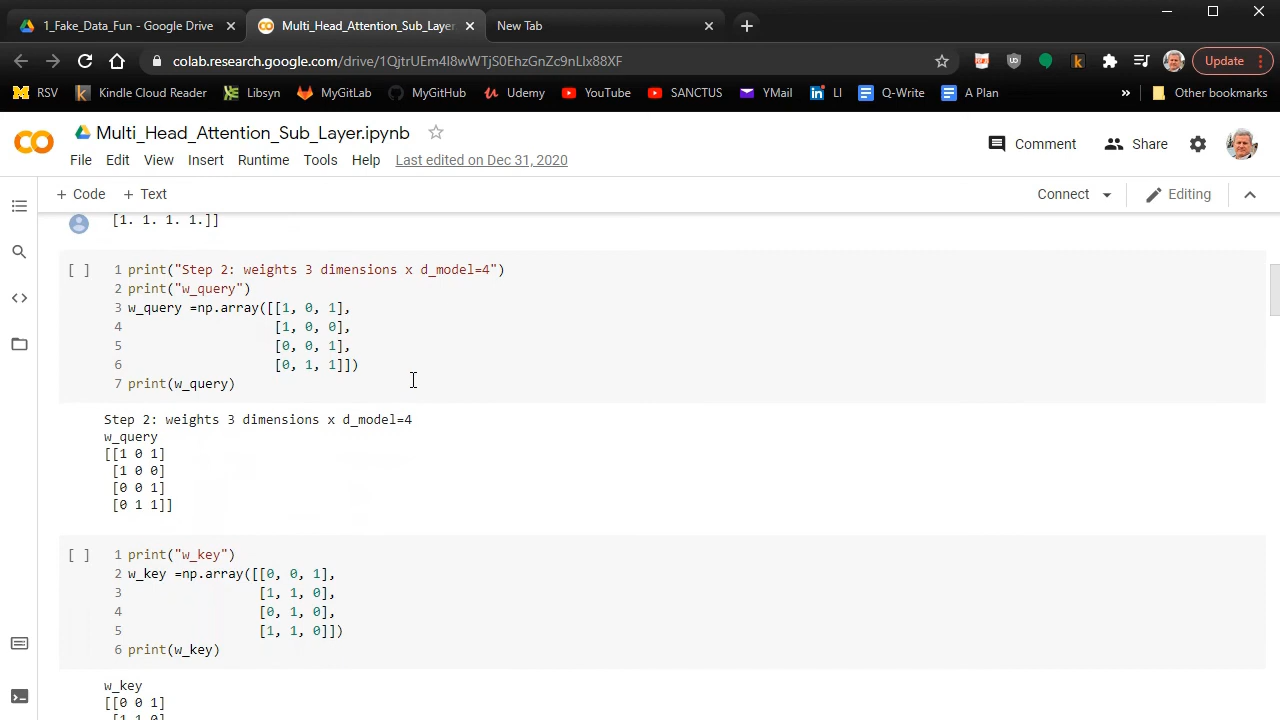 1_Fake_Data_Fun - Google Drive
Multi_Head_Attention_Sub_Layer.
New Tab
colab.research.google.com/drive/1QjtrUEm4l8wWTjS0EhzGnZc9nLIx88XF
Update
RSV
Kindle Cloud Reader
Libsyn
MyGitLab
MyGitHub
Udemy
YouTube
SANCTUS
YMail
LI
Q-Write
A Plan
»
Other bookmarks
Multi_Head_Attention_Sub_Layer.ipynb
Comment
Share
File Edit View Insert Runtime Tools Help Last edited on Dec 31, 2020
+ Code + Text
Connect
Editing
[1. 1. 1. 1.]]
[ ] 1 print("Step 2: weights 3 dimensions x d_model=4")
2 print("w_query")
3 w_query =np.array([[1, 0, 1],
4 [1, 0, 0],
5 [0, 0, 1],
6 [0, 1, 1]])
7 print(w_query)
Step 2: weights 3 dimensions x d_model=4
w_query
[[1 0 1]
[1 0 0]
[0 0 1]
[0 1 1]]
[ ] 1 print("w_key")
2 w_key =np.array([[0, 0, 1],
3 [1, 1, 0],
4 [0, 1, 0],
5 [1, 1, 0]])
6 print(w_key)
w_key
[[0 0 1]
[1 1 0]